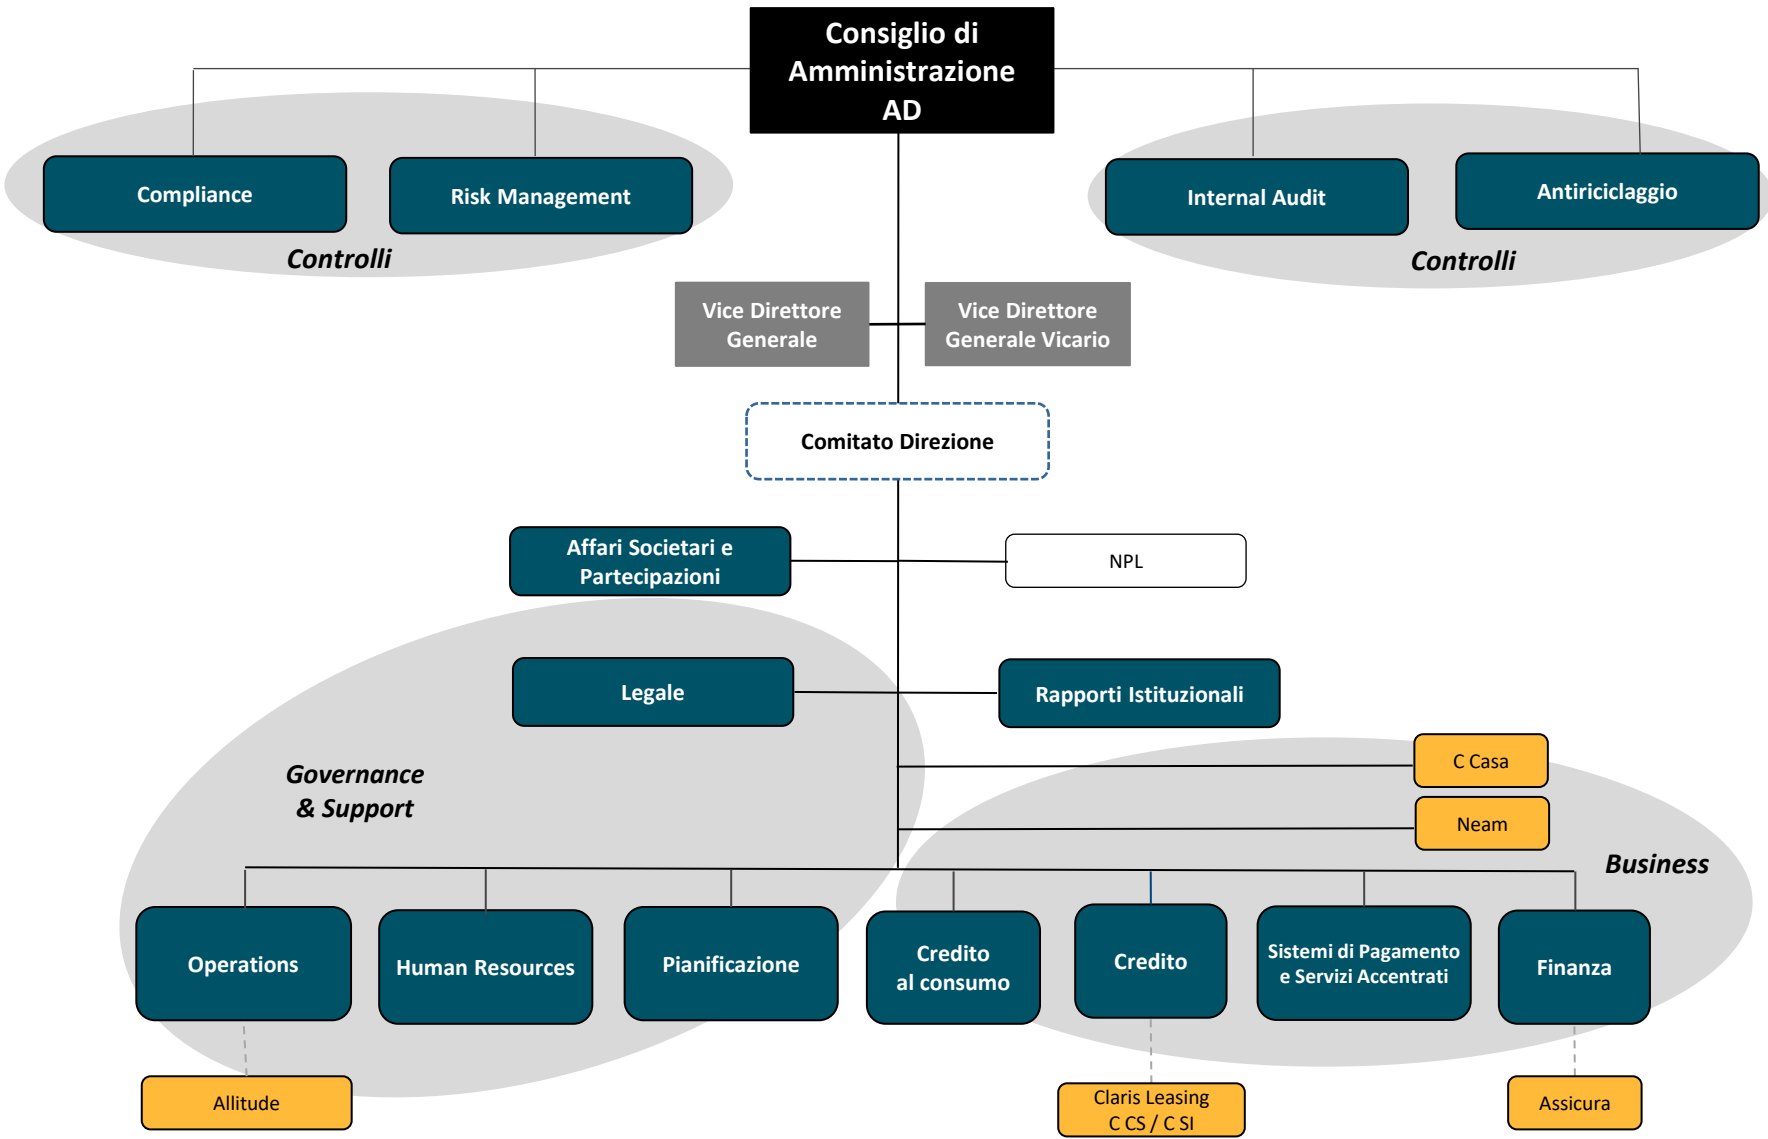 Consiglio di
Amministrazione
AD
Compliance
Risk Management
Controlli
Internal Audit
Antiriciclaggio
Controlli
Vice Direttore
Generale
Vice Direttore
Generale Vicario
Comitato Direzione
Affari Societari e
Partecipazioni
NPL
Legale
Rapporti Istituzionali
Governance
& Support
C Casa
Neam
Business
Operations
Human Resources
Pianificazione
Credito
al consumo
Credito
Sistemi di Pagamento
e Servizi Accentrati
Finanza
Allitude
Claris Leasing
C CS / C SI
Assicura